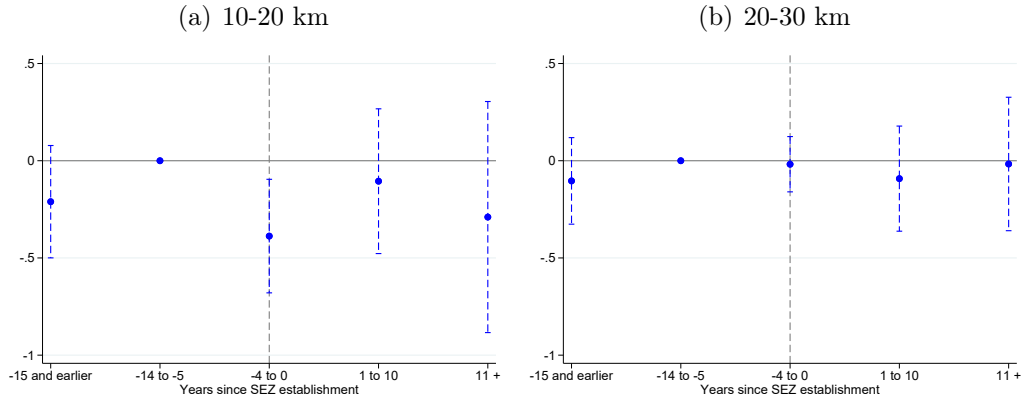 (a) 10-20 km
.5
0
-.5
-1
-15 and earlier
-14 to -5
-4 to 0
1 to 10
11 +
Years since SEZ establishment
(b) 20-30 km
.5
0
-.5
-1
-15 and earlier
-14 to -5
-4 to 0
1 to 10
11 +
Years since SEZ establishment